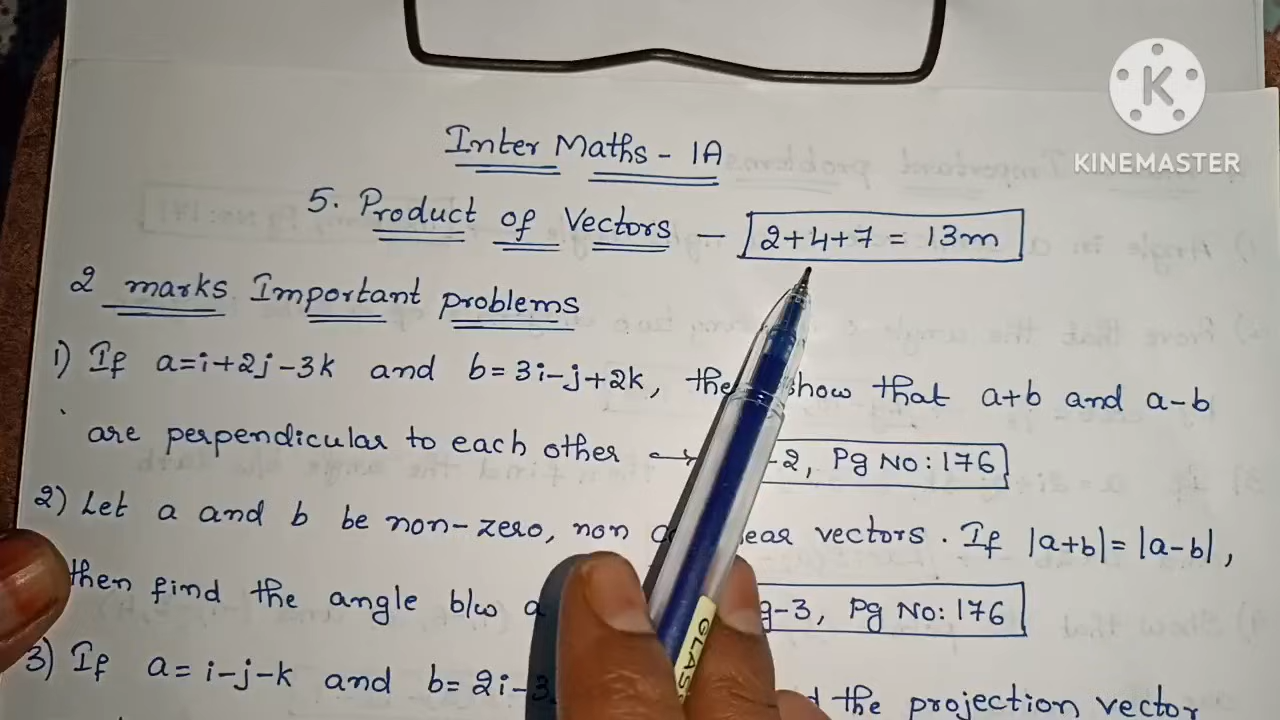 K
KINEMASTER
Inter Maths - 1A
5. Product of Vectors - 2+4+7 = 13m
2 marks Important problems
1) If a=i+2j-3k and b=3i-j+2k, show that a+b and a-b
are perpendicular to each other → -2, Pg No:176
2) Let a and b be non-zero, non vectors. If |a+b|=|a-b|,
then find the angle b/w a -3, Pg No:176
3) If a=i-j-k and b=2i-3 the projection vector
GLASS